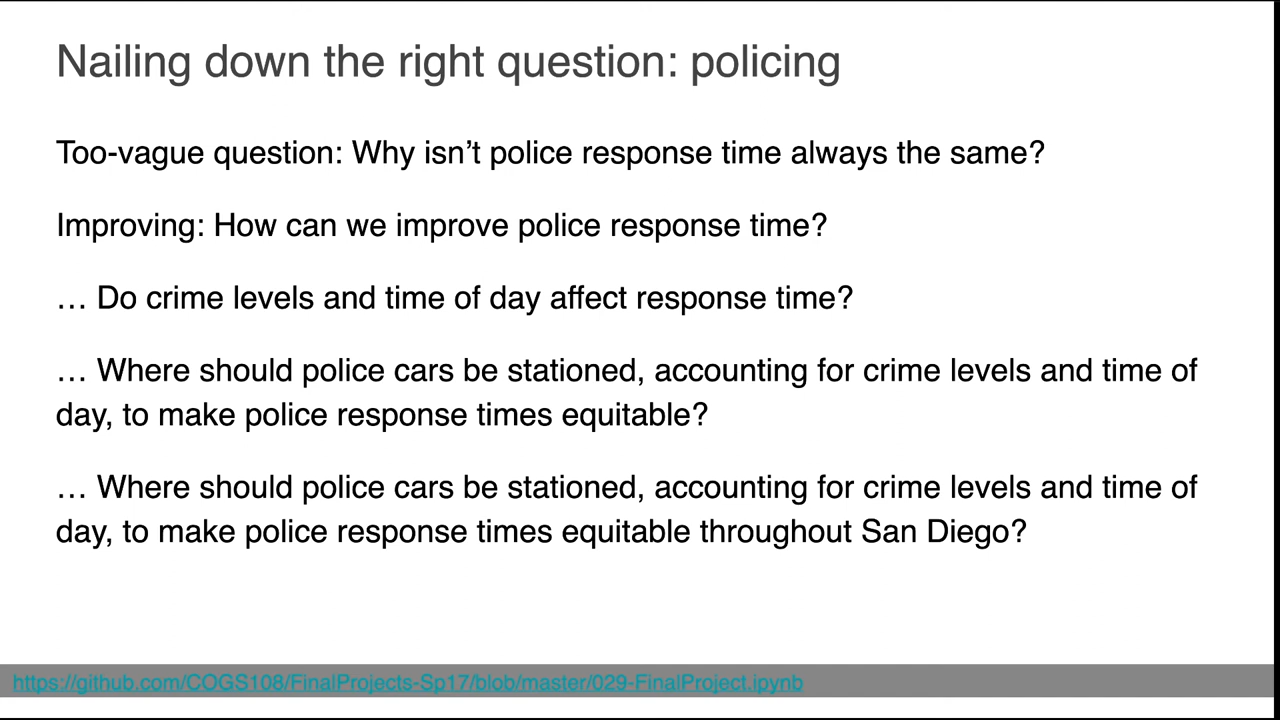 Nailing down the right question: policing
Too-vague question: Why isn’t police response time always the same?
Improving: How can we improve police response time?
… Do crime levels and time of day affect response time?
… Where should police cars be stationed, accounting for crime levels and time of
day, to make police response times equitable?
… Where should police cars be stationed, accounting for crime levels and time of
day, to make police response times equitable throughout San Diego?
https://github.com/COGS108/FinalProjects-Sp17/blob/master/029-FinalProject.ipynb